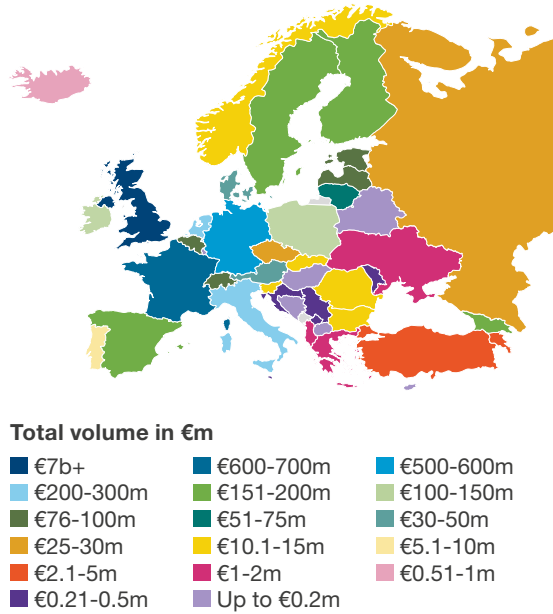 Total volume in €m
€7b+ €600-700m €500-600m
€200-300m €151-200m €100-150m
€76-100m €51-75m €30-50m
€25-30m €10.1-15m €5.1-10m
€2.1-5m €1-2m €0.51-1m
€0.21-0.5m Up to €0.2m